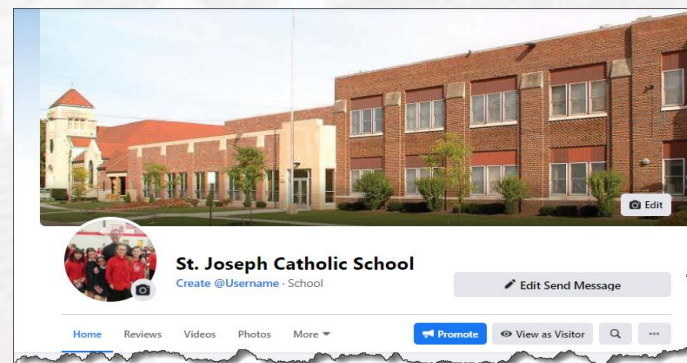 Edit
St. Joseph Catholic School
Create @Username · School
Edit Send Message
Home Reviews Videos Photos More
Promote View as Visitor ...